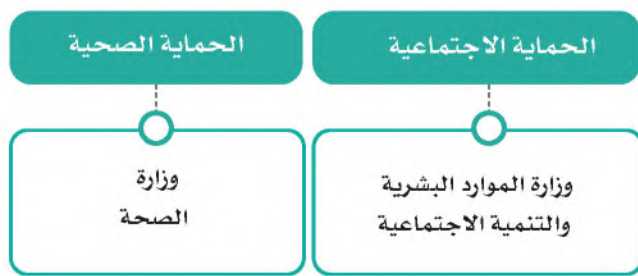 الحماية الاجتماعية
وزارة الموارد البشرية
والتنمية الاجتماعية
الحماية الصحية
وزارة
الصحة